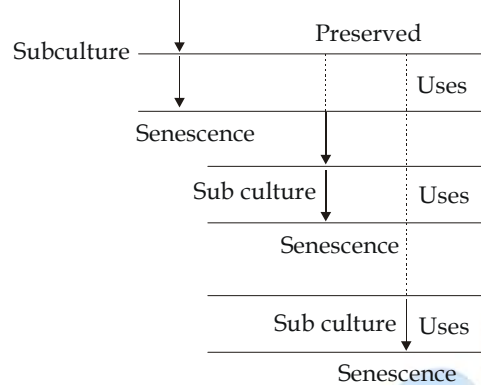 Preserved
Subculture
Uses
Senescence
Sub culture
Uses
Senescence
Sub culture
Uses
Senescence